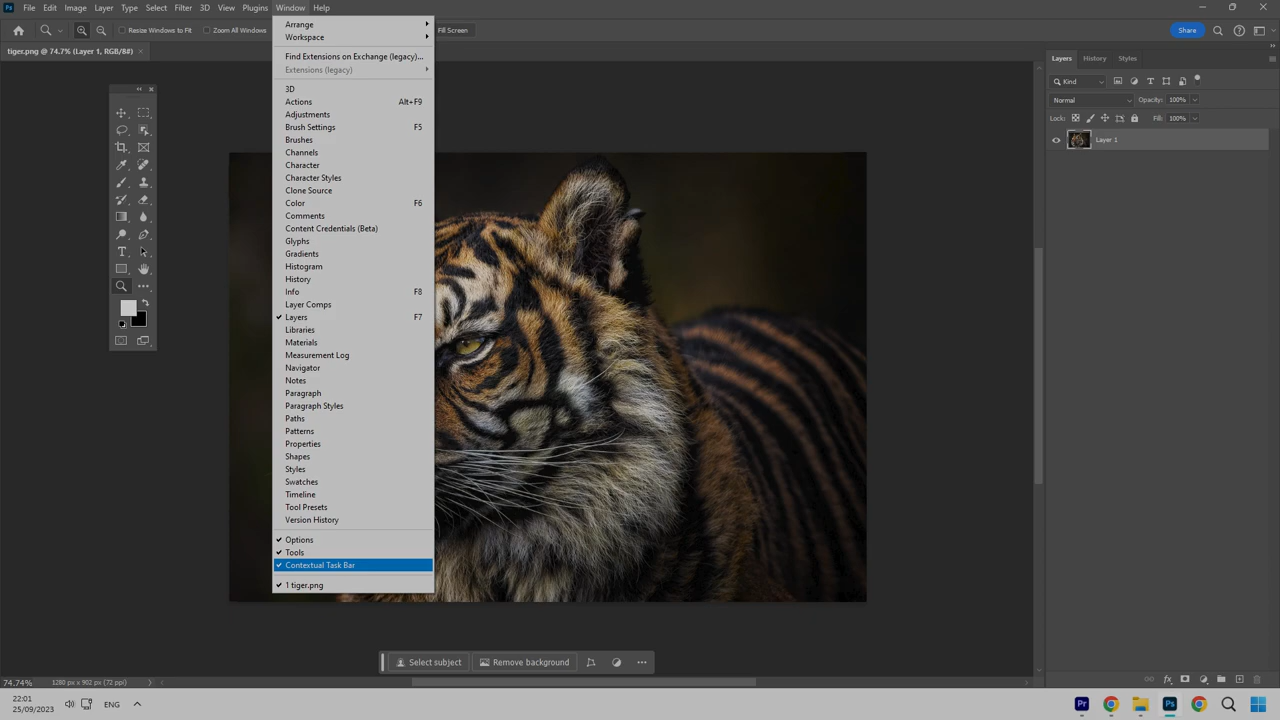 Ps File Edit Image Layer Type Select Filter 3D View Plugins Window Help
Resize Windows to Fit Zoom All Windows Fill Screen Share
tiger.png @ 74.7% (Layer 1, RGB/8#)
Arrange
Workspace
Find Extensions on Exchange (legacy)...
Extensions (legacy)
3D
Actions Alt+F9
Adjustments
Brush Settings F5
Brushes
Channels
Character
Character Styles
Clone Source
Color F6
Comments
Content Credentials (Beta)
Glyphs
Gradients
Histogram
History
Info F8
Layer Comps
Layers F7
Libraries
Materials
Measurement Log
Navigator
Notes
Paragraph
Paragraph Styles
Paths
Patterns
Properties
Shapes
Styles
Swatches
Timeline
Tool Presets
Version History
Options
Tools
Contextual Task Bar
1 tiger.png
Layers History Styles
Kind
Normal Opacity: 100%
Lock: Fill: 100%
Layer 1
Select subject Remove background
74.74% 1280 px x 902 px (72 ppi)
22:01
25/09/2023
ENG
Pr Ps